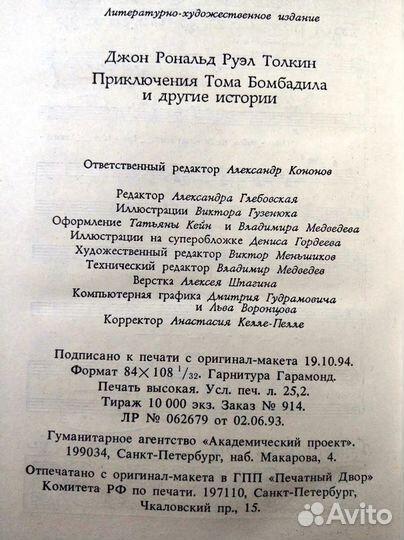 Литературно-художественное издание
Джон Рональд Руэл Толкин
Приключения Тома Бомбадила
и другие истории
Ответственный редактор Александр Кононов
Редактор Александра Глебовская
Иллюстрации Виктора Гузенюка
Оформление Татьяны Кейн и Владимира Медведева
Иллюстрации на суперобложке Дениса Гордеева
Художественный редактор Виктор Меньшиков
Технический редактор Владимир Медведев
Верстка Алексея Шпагина
Компьютерная графика Дмитрия Гудрамовича
и Льва Воронцова
Корректор Анастасия Келле-Пелле
Подписано к печати с оригинал-макета 19.10.94.
Формат 84×108 1/32. Гарнитура Гарамонд.
Печать высокая. Усл. печ. л. 25,2.
Тираж 10 000 экз. Заказ № 914.
ЛР № 062679 от 02.06.93.
Гуманитарное агентство «Академический проект».
199034, Санкт-Петербург, наб. Макарова, 4.
Отпечатано с оригинал-макета в ГПП «Печатный Двор»
Комитета РФ по печати. 197110, Санкт-Петербург,
Чкаловский пр., 15.
Avito